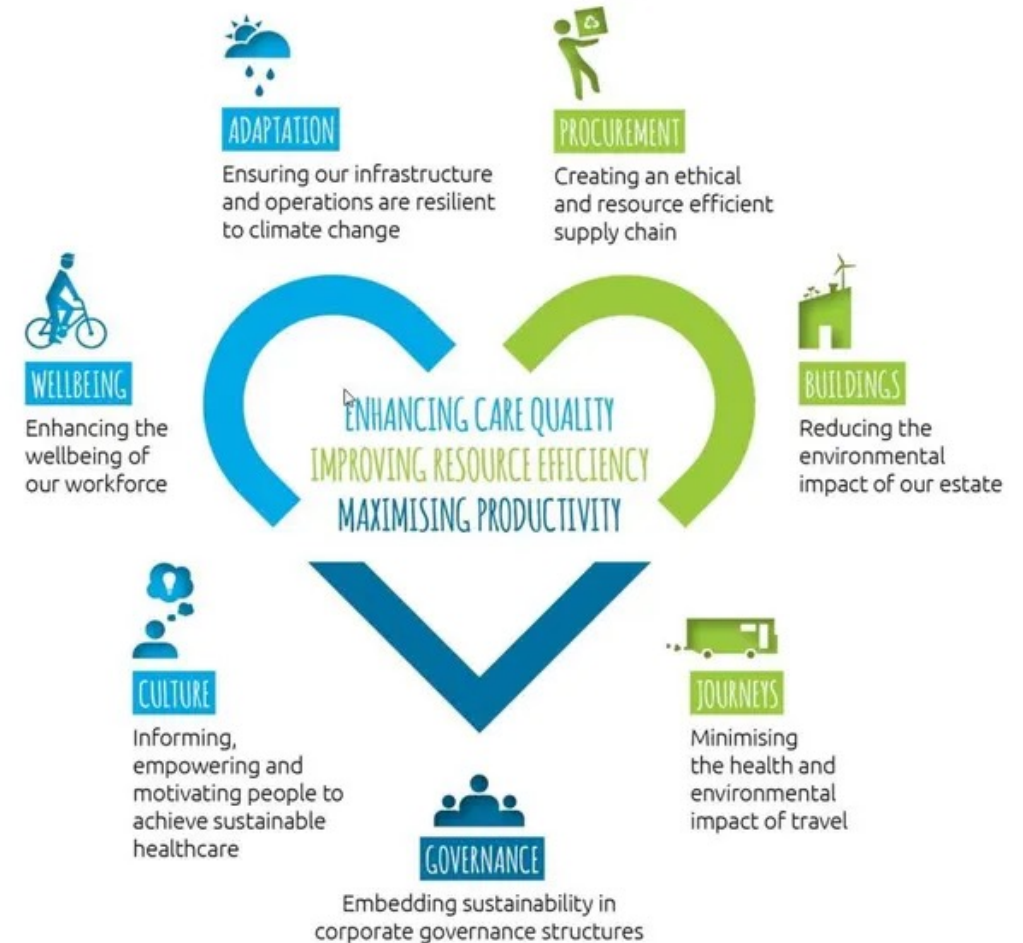 ADAPTATION
Ensuring our infrastructure
and operations are resilient
to climate change
PROCUREMENT
Creating an ethical
and resource efficient
supply chain
WELLBEING
Enhancing the
wellbeing of
our workforce
ENHANCING CARE QUALITY
IMPROVING RESOURCE EFFICIENCY
MAXIMISING PRODUCTIVITY
BUILDINGS
Reducing the
environmental
impact of our estate
CULTURE
Informing,
empowering and
motivating people to
achieve sustainable
healthcare
JOURNEYS
Minimising
the health and
environmental
impact of travel
GOVERNANCE
Embedding sustainability in
corporate governance structures